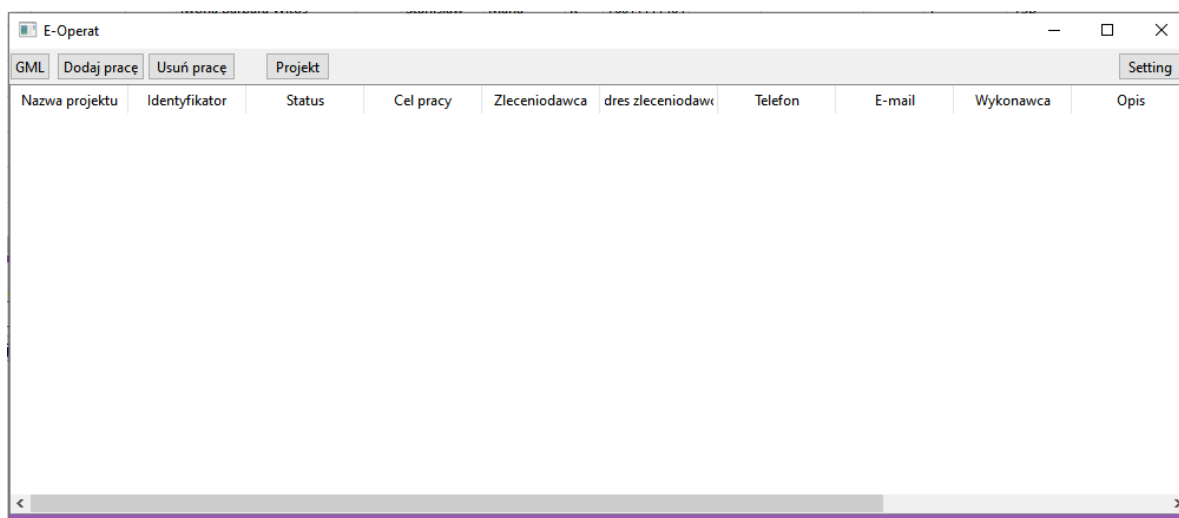 E-Operat
GML Dodaj pracę Usuń pracę Projekt Setting
Nazwa projektu Identyfikator Status Cel pracy Zleceniodawca dres zleceniodawc Telefon E-mail Wykonawca Opis